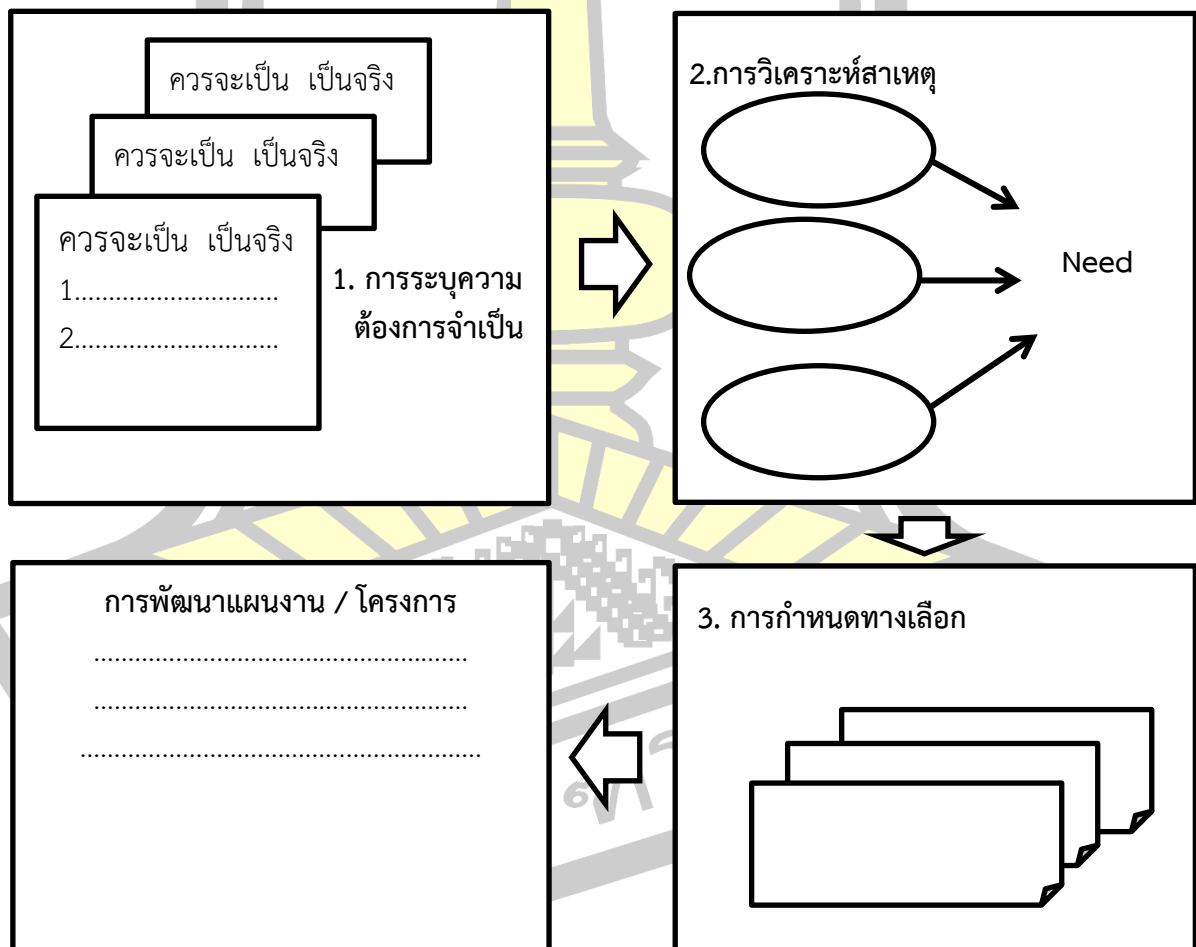 ควรจะเป็น เป็นจริง
ควรจะเป็น เป็นจริง
ควรจะเป็น เป็นจริง
1.............................
2.............................
1. การระบุความ
ต้องการจำเป็น
2.การวิเคราะห์สาเหตุ
Need
3. การกำหนดทางเลือก
การพัฒนาแผนงาน / โครงการ
..................................................
..................................................
.....................................................